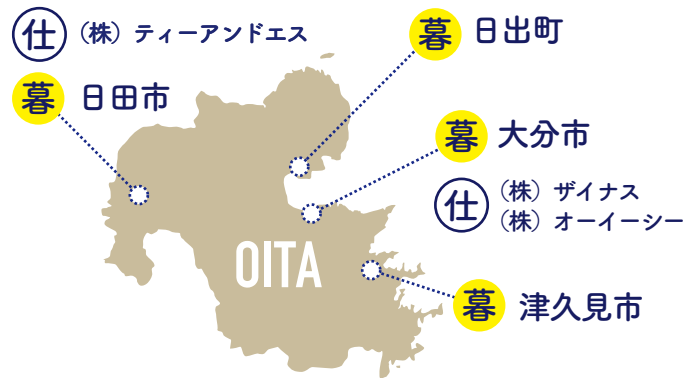 仕 （株）ティーアンドエス
暮 日田市
暮 日出町
暮 大分市
仕 （株）ザイナス
（株）オーイーシー
OITA
暮 津久見市